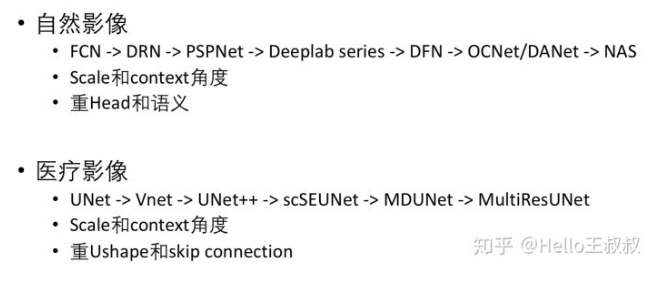 • 自然影像
• FCN -> DRN -> PSPNet -> Deeplab series -> DFN -> OCNet/DANet -> NAS
• Scale和context角度
• 重Head和语义
• 医疗影像
• UNet -> Vnet -> UNet++ -> scSEUNet -> MDUNet -> MultiResUNet
• Scale和context角度
• 重Ushape和skip connection
知乎 @Hello王叔叔